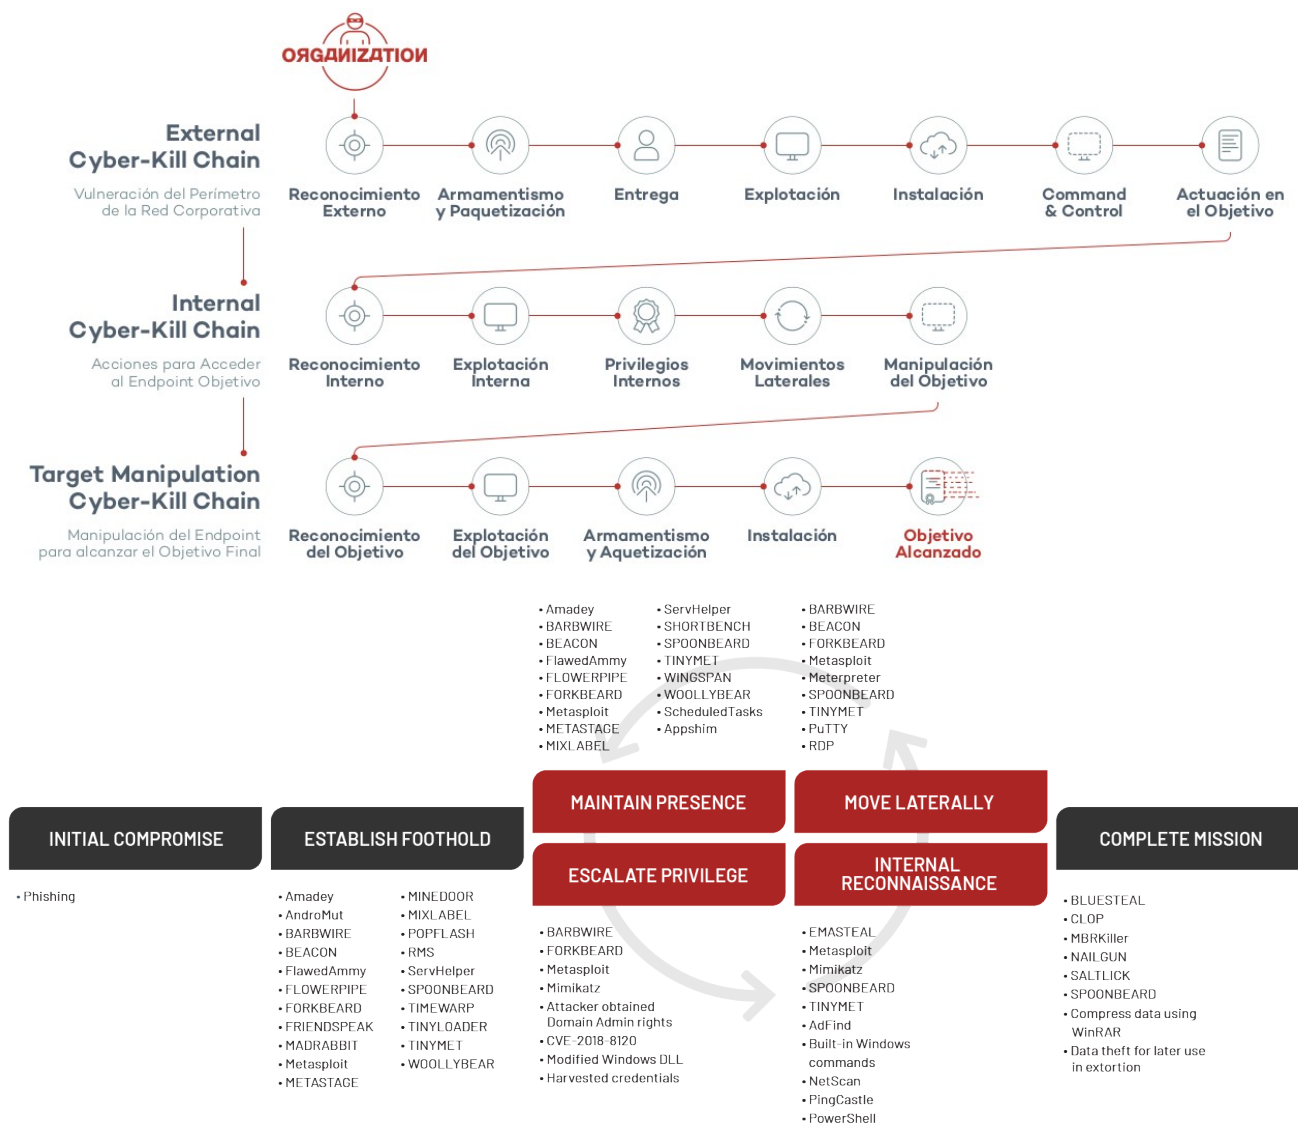 OЯGДИIZДTIOИ
External
Cyber-Kill Chain
Vulneración del Perímetro
de la Red Corporativa
Reconocimiento
Externo
Armamentismo
y Paquetización
Entrega
Explotación
Instalación
Command
& Control
Actuación en
el Objetivo
Internal
Cyber-Kill Chain
Acciones para Acceder
al Endpoint Objetivo
Reconocimiento
Interno
Explotación
Interna
Privilegios
Internos
Movimientos
Laterales
Manipulación
del Objetivo
Target Manipulation
Cyber-Kill Chain
Manipulación del Endpoint
para alcanzar el Objetivo Final
Reconocimiento
del Objetivo
Explotación
del Objetivo
Armamentismo
y Aquetización
Instalación
Objetivo
Alcanzado
• Amadey
• BARBWIRE
• BEACON
• FlawedAmmy
• FLOWERPIPE
• FORKBEARD
• Metasploit
• METASTAGE
• MIXLABEL
• ServHelper
• SHORTBENCH
• SPOONBEARD
• TINYMET
• WINGSPAN
• WOOLLYBEAR
• ScheduledTasks
• Appshim
• BARBWIRE
• BEACON
• FORKBEARD
• Metasploit
• Meterpreter
• SPOONBEARD
• TINYMET
• PuTTY
• RDP
INITIAL COMPROMISE
• Phishing
ESTABLISH FOOTHOLD
• Amadey
• AndroMut
• BARBWIRE
• BEACON
• FlawedAmmy
• FLOWERPIPE
• FORKBEARD
• FRIENDSPEAK
• MADRABBIT
• Metasploit
• METASTAGE
• MINEDOOR
• MIXLABEL
• POPFLASH
• RMS
• ServHelper
• SPOONBEARD
• TIMEWARP
• TINYLOADER
• TINYMET
• WOOLLYBEAR
MAINTAIN PRESENCE
MOVE LATERALLY
ESCALATE PRIVILEGE
• BARBWIRE
• FORKBEARD
• Metasploit
• Mimikatz
• Attacker obtained
Domain Admin rights
• CVE-2018-8120
• Modified Windows DLL
• Harvested credentials
INTERNAL
RECONNAISSANCE
• EMASTEAL
• Metasploit
• Mimikatz
• SPOONBEARD
• TINYMET
• AdFind
• Built-in Windows
commands
• NetScan
• PingCastle
• PowerShell
COMPLETE MISSION
• BLUESTEAL
• CLOP
• MBRKiller
• NAILGUN
• SALTLICK
• SPOONBEARD
• Compress data using
WinRAR
• Data theft for later use
in extortion